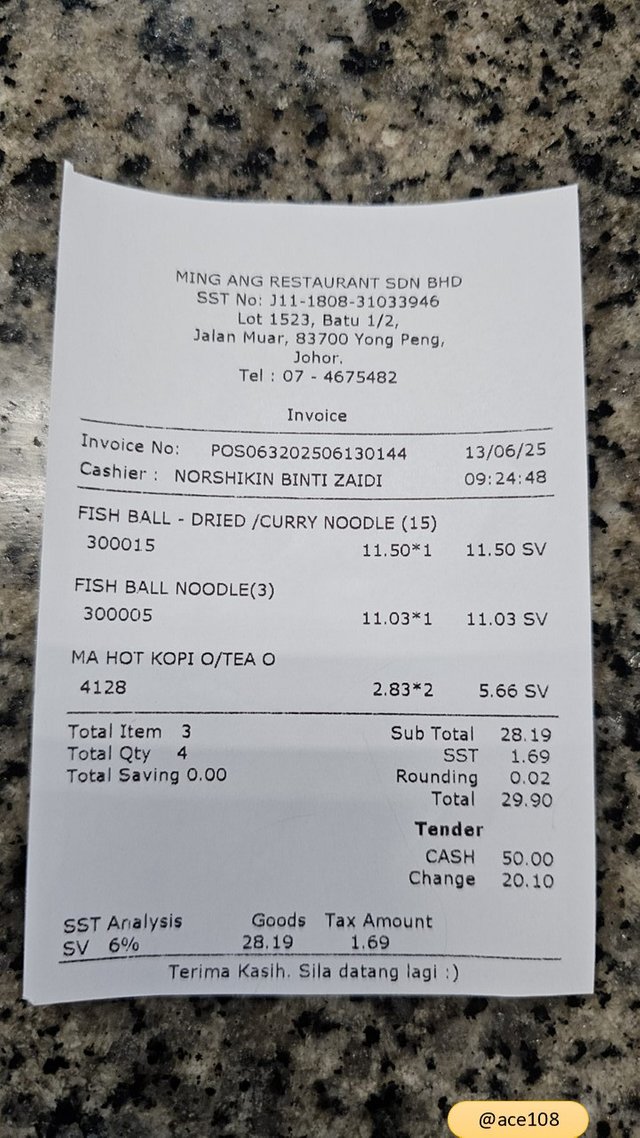 MING ANG RESTAURANT SDN BHD
SST No: J11-1808-31033946
Lot 1523, Batu 1/2,
Jalan Muar, 83700 Yong Peng,
Johor.
Tel : 07 - 4675482
Invoice
Invoice No: POS063202506130144 13/06/25
Cashier : NORSHIKIN BINTI ZAIDI 09:24:48
FISH BALL - DRIED /CURRY NOODLE (15)
300015 11.50*1 11.50 SV
FISH BALL NOODLE(3)
300005 11.03*1 11.03 SV
MA HOT KOPI O/TEA O
4128 2.83*2 5.66 SV
Total Item 3 Sub Total 28.19
Total Qty 4 SST 1.69
Total Saving 0.00 Rounding 0.02
Total 29.90
Tender
CASH 50.00
Change 20.10
SST Analysis Goods Tax Amount
SV 6% 28.19 1.69
Terima Kasih. Sila datang lagi :)
@ace108